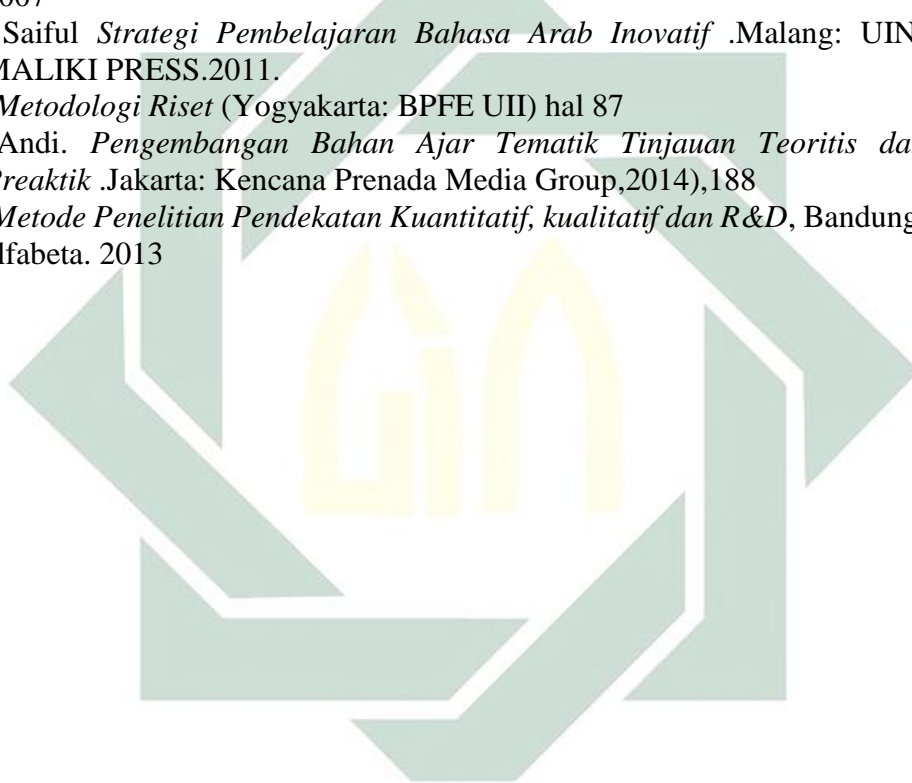 007
Saiful Strategi Pembelajaran Bahasa Arab Inovatif .Malang: UIN
MALIKI PRESS.2011.
Metodologi Riset (Yogyakarta: BPFE UII) hal 87
Andi. Pengembangan Bahan Ajar Tematik Tinjauan Teoritis dan
Preaktik .Jakarta: Kencana Prenada Media Group,2014),188
Metode Penelitian Pendekatan Kuantitatif, kualitatif dan R&D, Bandung
lfabeta. 2013